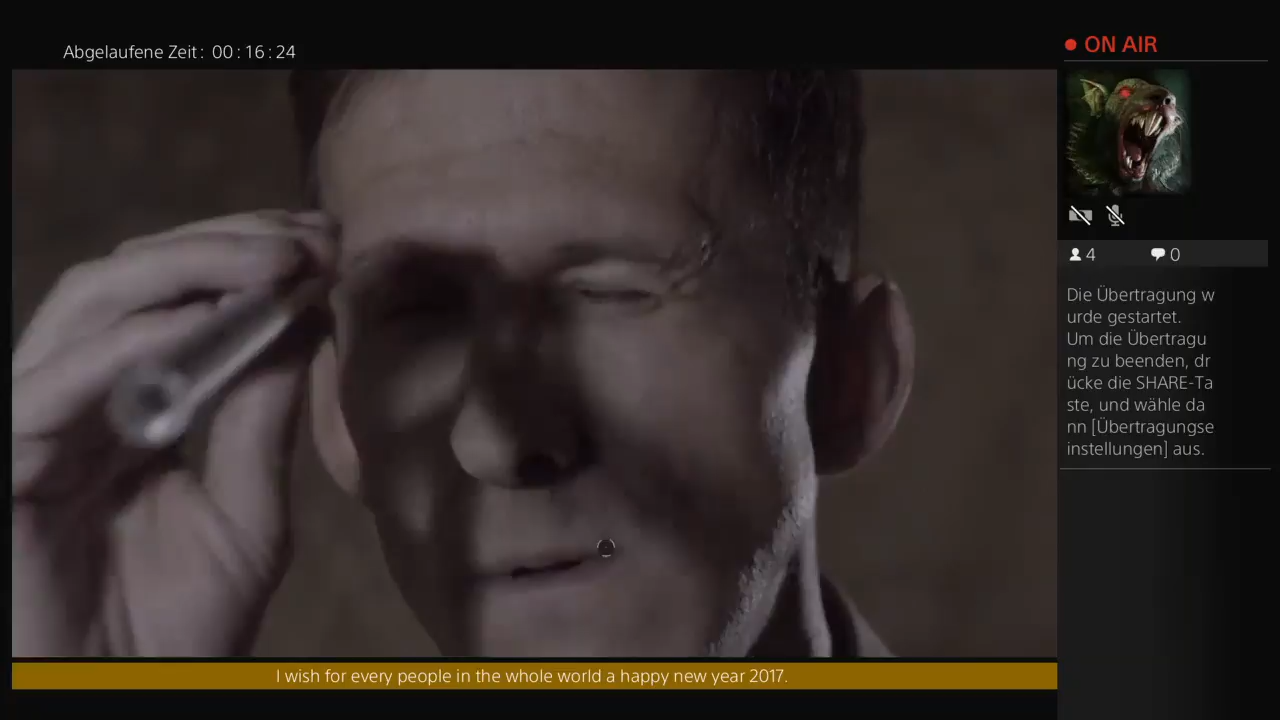 Abgelaufene Zeit: 00:16:24
ON AIR
4
0
Die Übertragung w
urde gestartet.
Um die Übertragu
ng zu beenden, dr
ücke die SHARE-Ta
ste, und wähle da
nn [Übertragungse
instellungen] aus.
I wish for every people in the whole world a happy new year 2017.